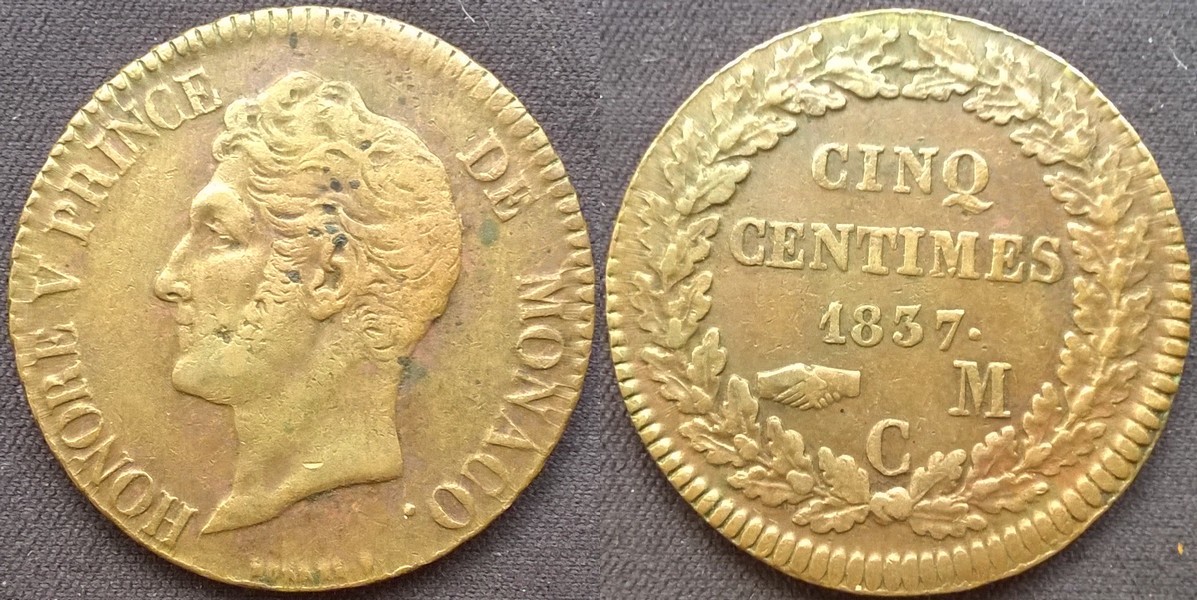 HONORE V PRINCE DE MONACO.
CINQ
CENTIMES
1837.
M
C